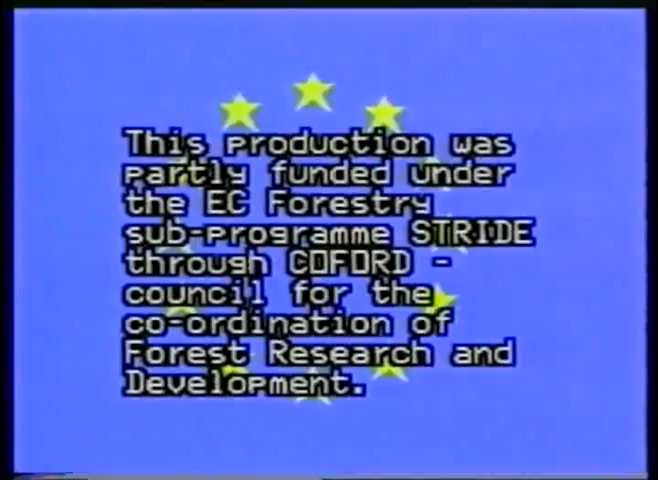 This production was
partly funded under
the EC Forestry
sub-programme STRIDE
through COFORD -
council for the
co-ordination of
Forest Research and
Development.